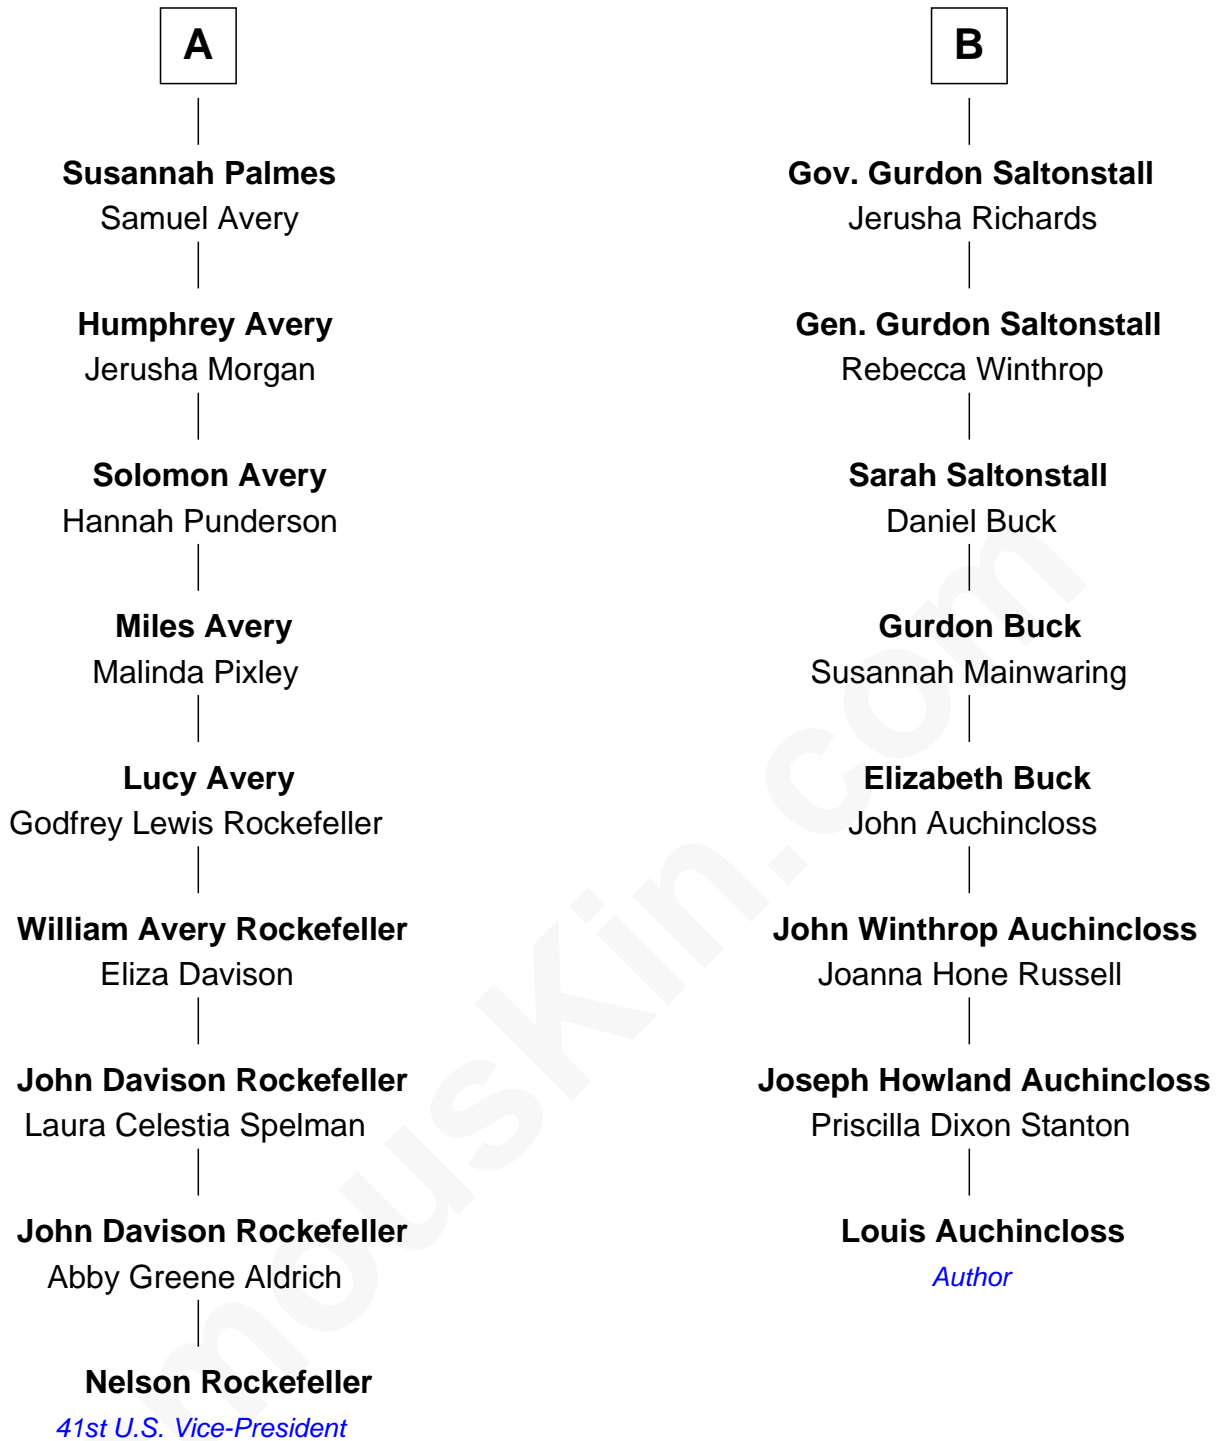 A
Susannah Palmes
Samuel Avery
Humphrey Avery
Jerusha Morgan
Solomon Avery
Hannah Punderson
Miles Avery
Malinda Pixley
Lucy Avery
Godfrey Lewis Rockefeller
William Avery Rockefeller
Eliza Davison
John Davison Rockefeller
Laura Celestia Spelman
John Davison Rockefeller
Abby Greene Aldrich
Nelson Rockefeller
41st U.S. Vice-President
B
Gov. Gurdon Saltonstall
Jerusha Richards
Gen. Gurdon Saltonstall
Rebecca Winthrop
Sarah Saltonstall
Daniel Buck
Gurdon Buck
Susannah Mainwaring
Elizabeth Buck
John Auchincloss
John Winthrop Auchincloss
Joanna Hone Russell
Joseph Howland Auchincloss
Priscilla Dixon Stanton
Louis Auchincloss
Author
mousKin.com